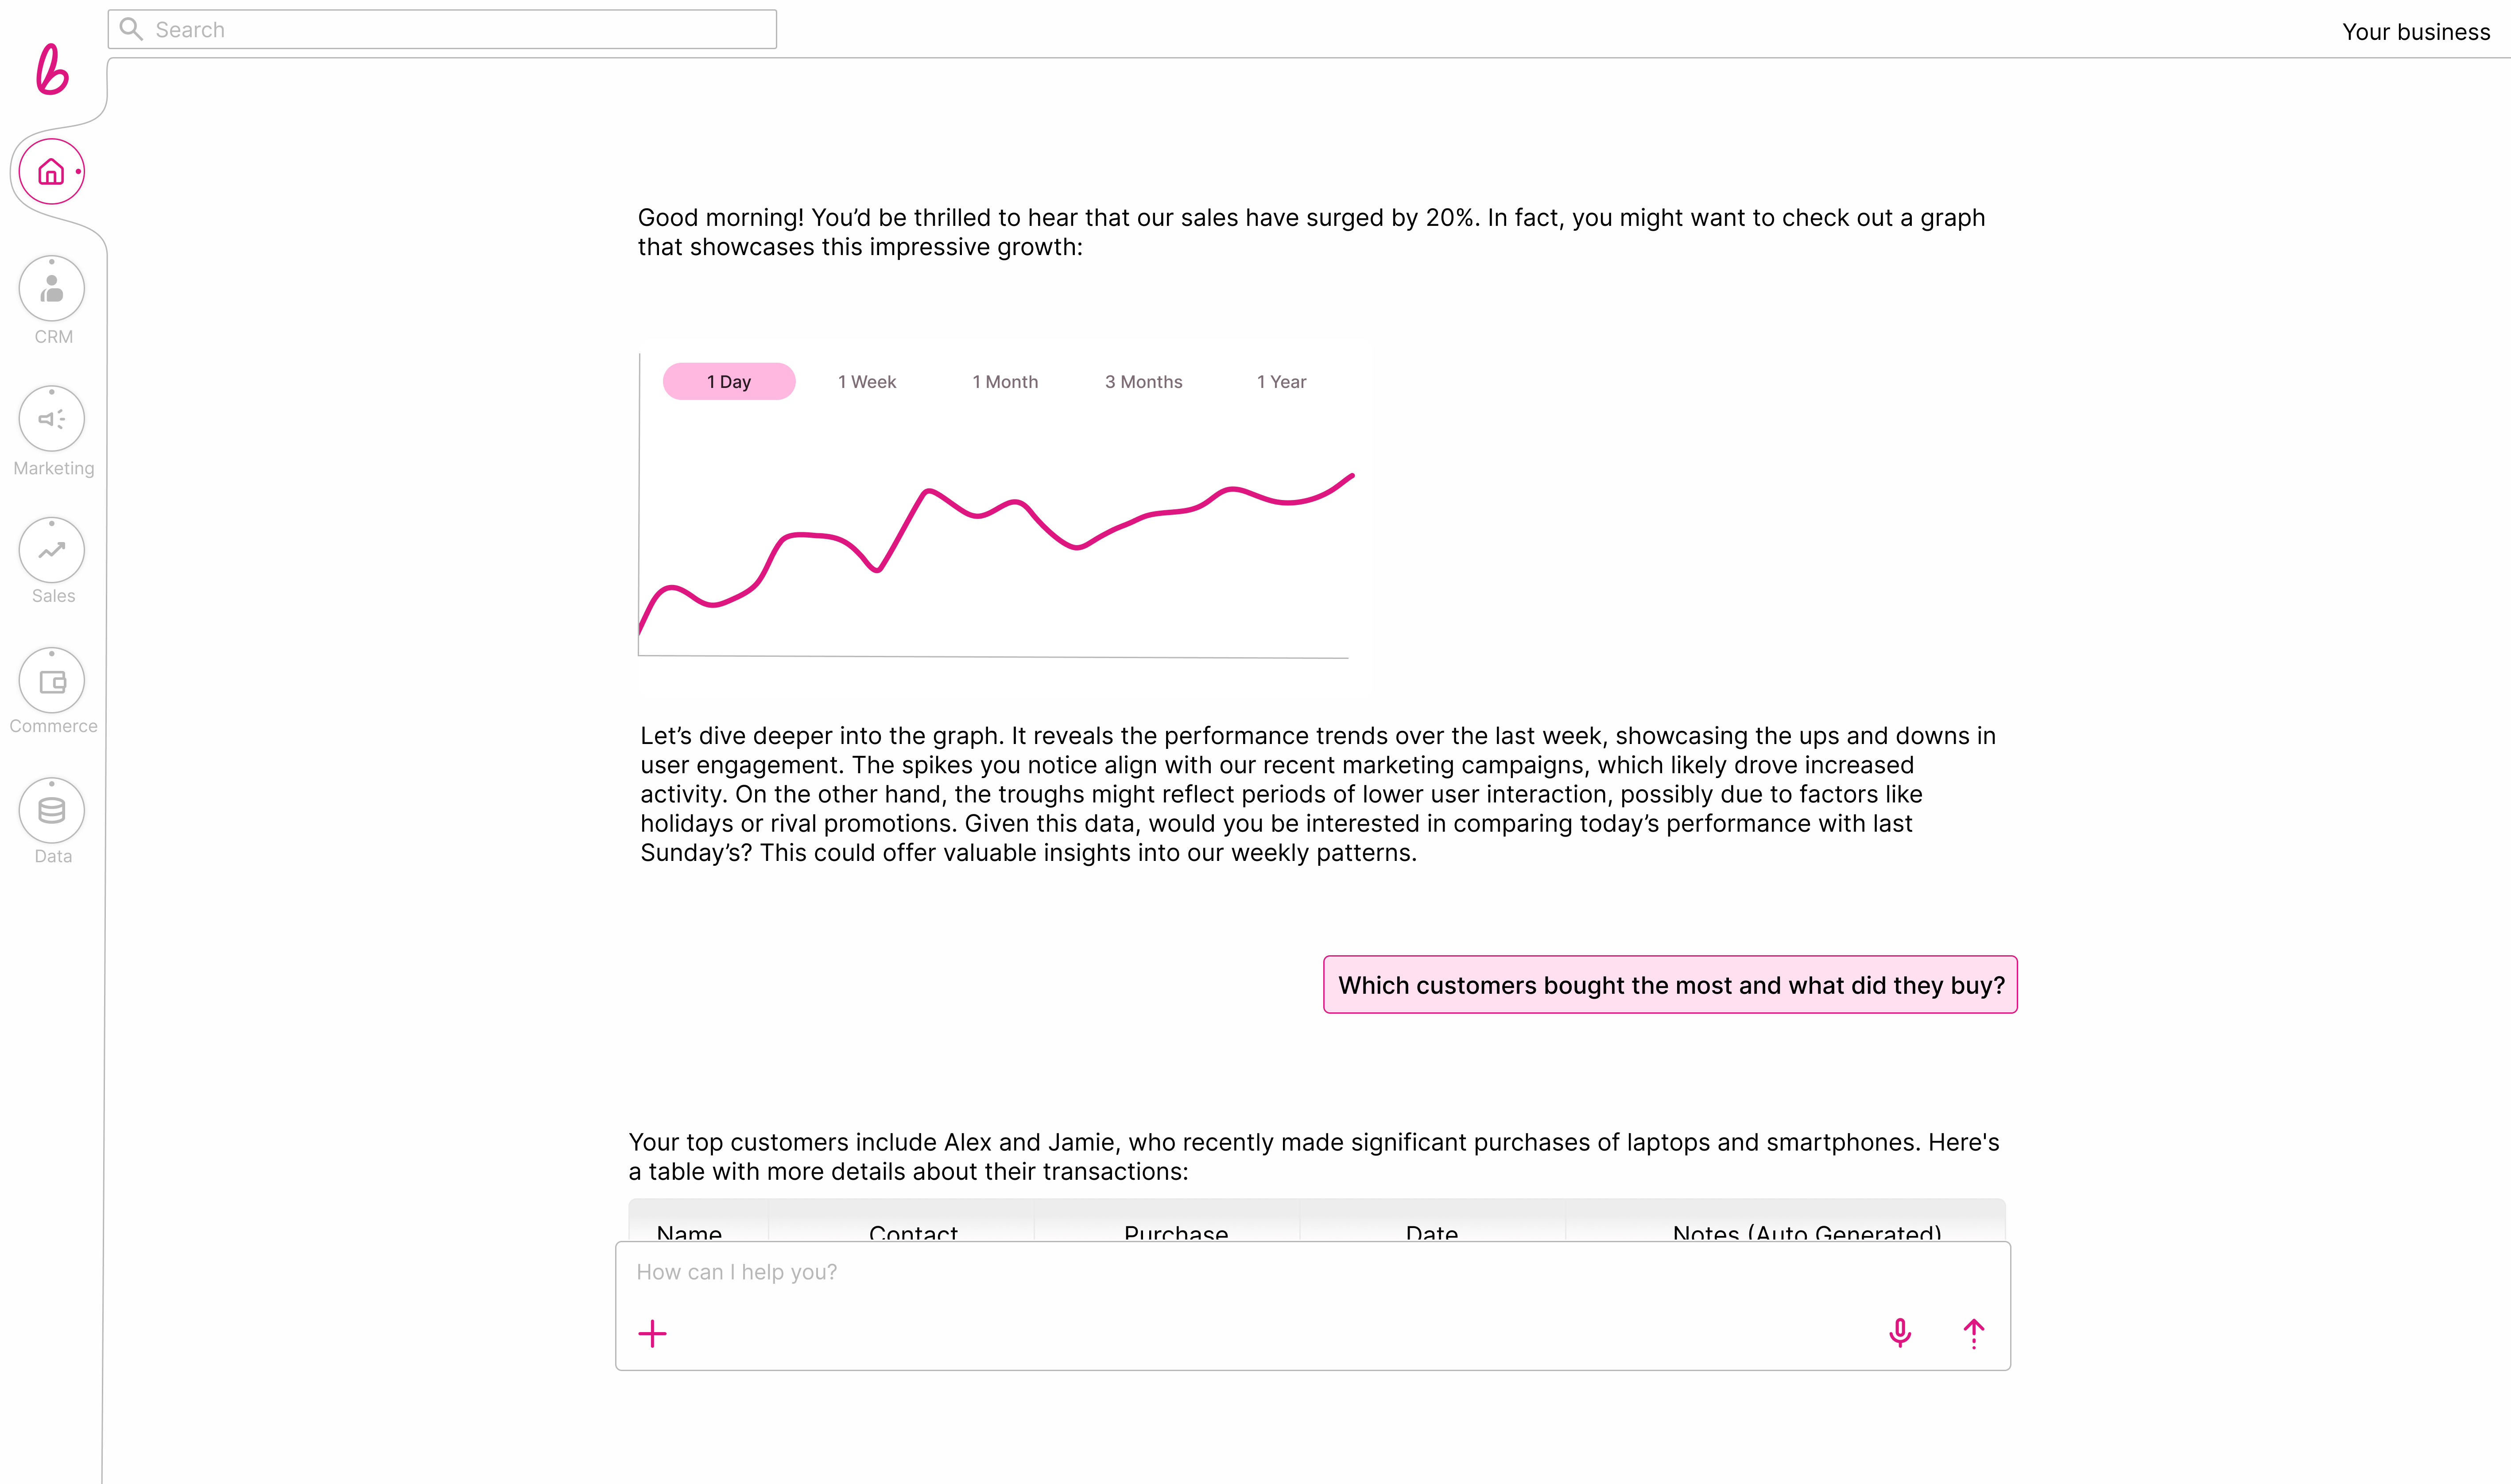 Search
Your business
Good morning! You’d be thrilled to hear that our sales have surged by 20%. In fact, you might want to check out a graph
that showcases this impressive growth:
CRM
1 Day 1 Week 1 Month 3 Months 1 Year
Marketing
Sales
Commerce
Let’s dive deeper into the graph. It reveals the performance trends over the last week, showcasing the ups and downs in
user engagement. The spikes you notice align with our recent marketing campaigns, which likely drove increased
activity. On the other hand, the troughs might reflect periods of lower user interaction, possibly due to factors like
holidays or rival promotions. Given this data, would you be interested in comparing today’s performance with last
Sunday’s? This could offer valuable insights into our weekly patterns.
Data
Which customers bought the most and what did they buy?
Your top customers include Alex and Jamie, who recently made significant purchases of laptops and smartphones. Here's
a table with more details about their transactions:
Name Contact Purchase Date Notes (Auto Generated)
How can I help you?